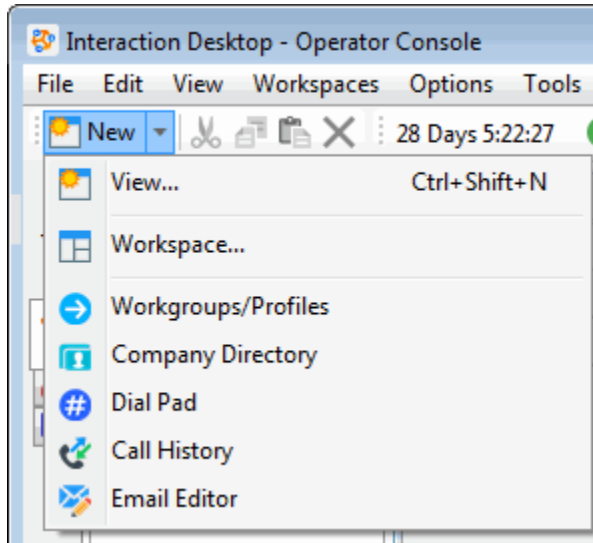 Interaction Desktop - Operator Console
File Edit View Workspaces Options Tools
New 28 Days 5:22:27
View... Ctrl+Shift+N
Workspace...
Workgroups/Profiles
Company Directory
Dial Pad
Call History
Email Editor